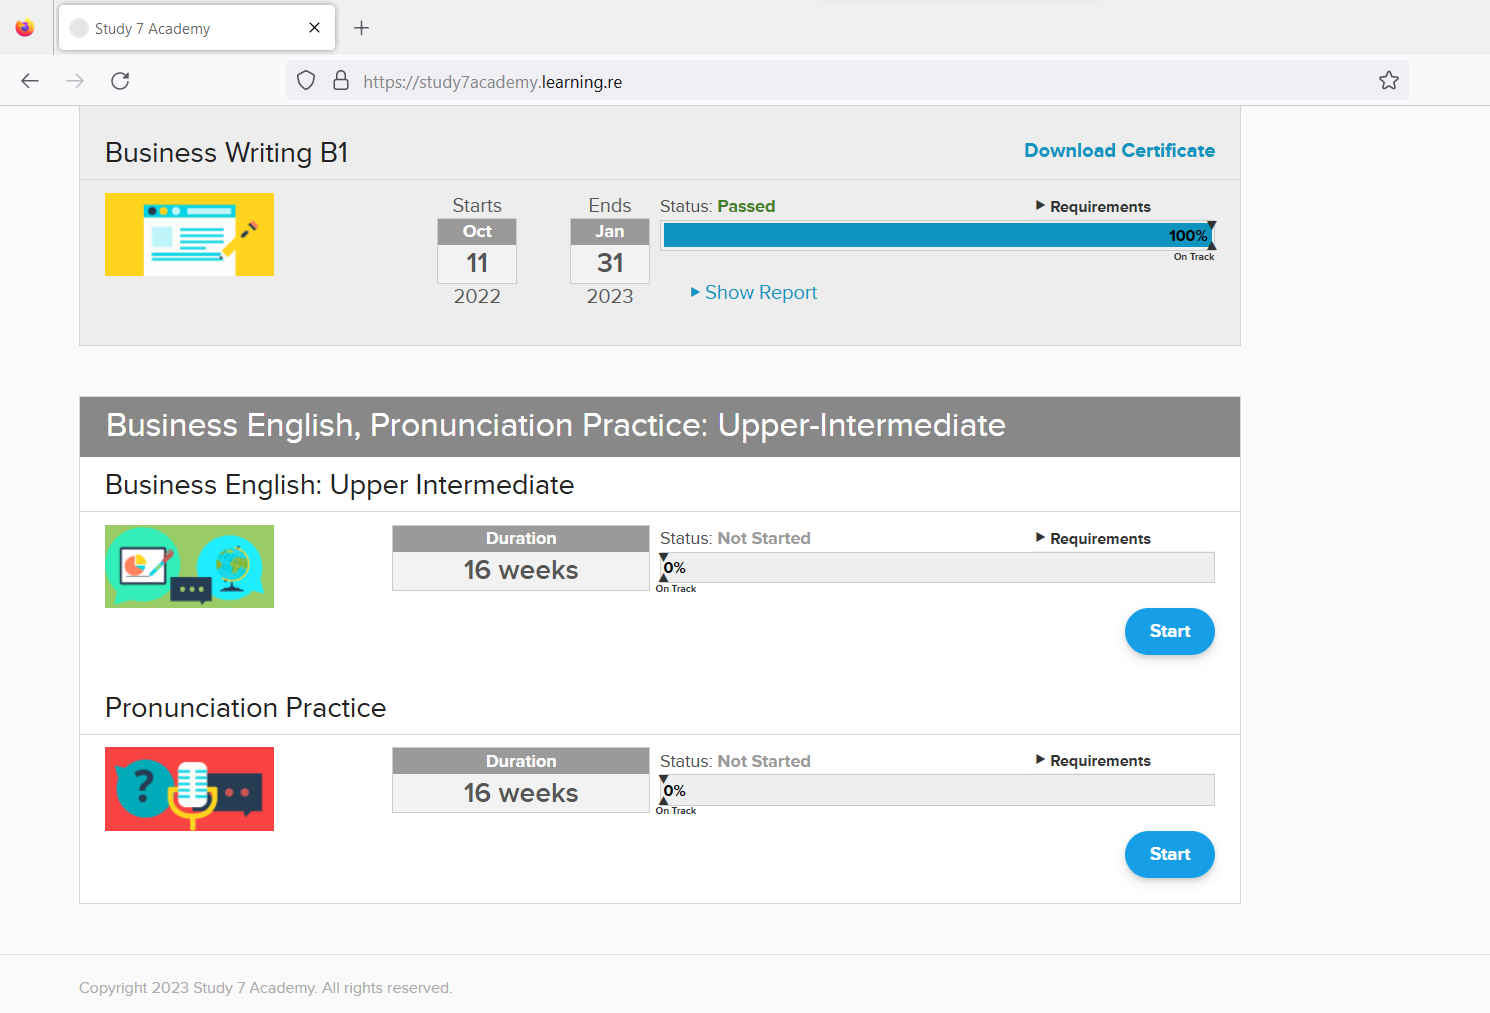 Study 7 Academy
https://study7academy.learning.re
Business Writing B1
Download Certificate
Starts
Oct
11
2022
Ends
Jan
31
2023
Status: Passed
Requirements
100%
On Track
Show Report
Business English, Pronunciation Practice: Upper-Intermediate
Business English: Upper Intermediate
Duration
16 weeks
Status: Not Started
Requirements
0%
On Track
Start
Pronunciation Practice
?
Duration
16 weeks
Status: Not Started
Requirements
0%
On Track
Start
Copyright 2023 Study 7 Academy. All rights reserved.